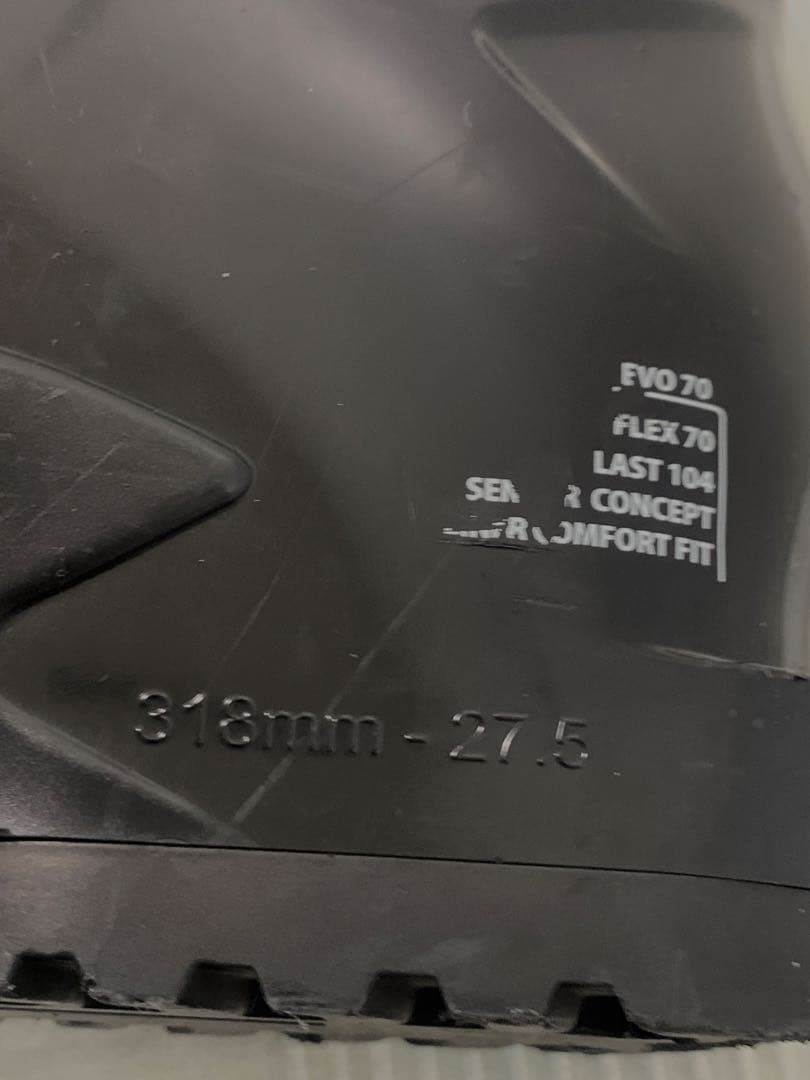 EVO 70
FLEX 70
LAST 104
CONCEPT
FIT
318mm - 27.5